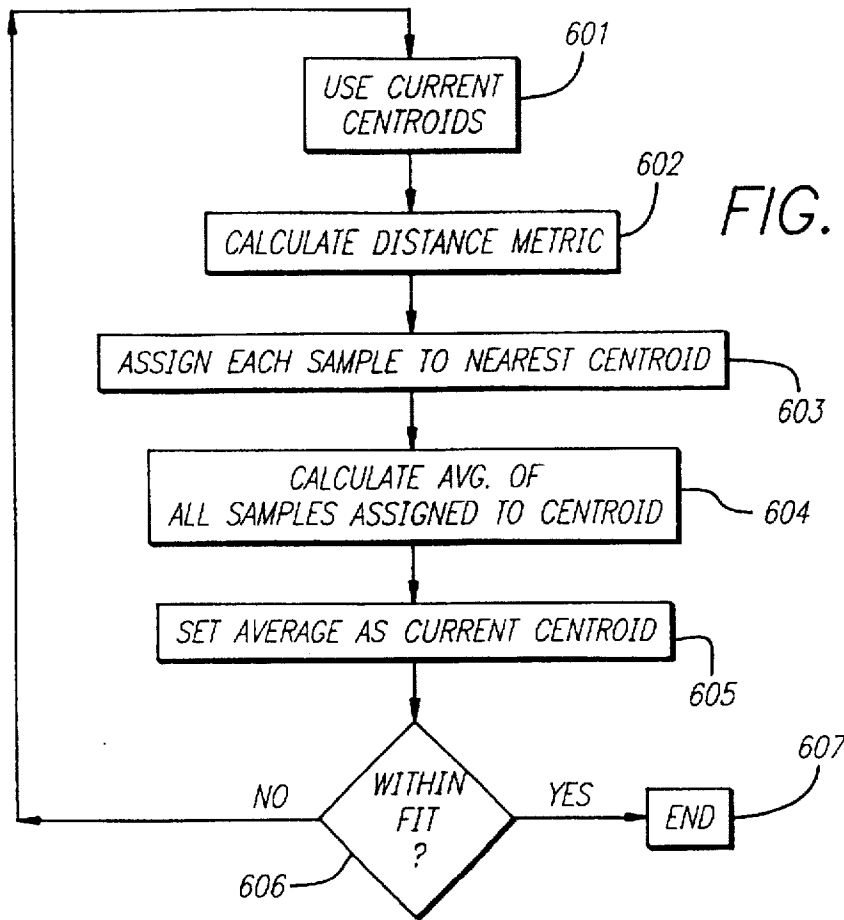 601
USE CURRENT
CENTROIDS
602
FIG.
CALCULATE DISTANCE METRIC
ASSIGN EACH SAMPLE TO NEAREST CENTROID
603
CALCULATE AVG. OF
ALL SAMPLES ASSIGNED TO CENTROID
604
SET AVERAGE AS CURRENT CENTROID
605
607
NO
WITHIN
FIT
?
YES
END
606